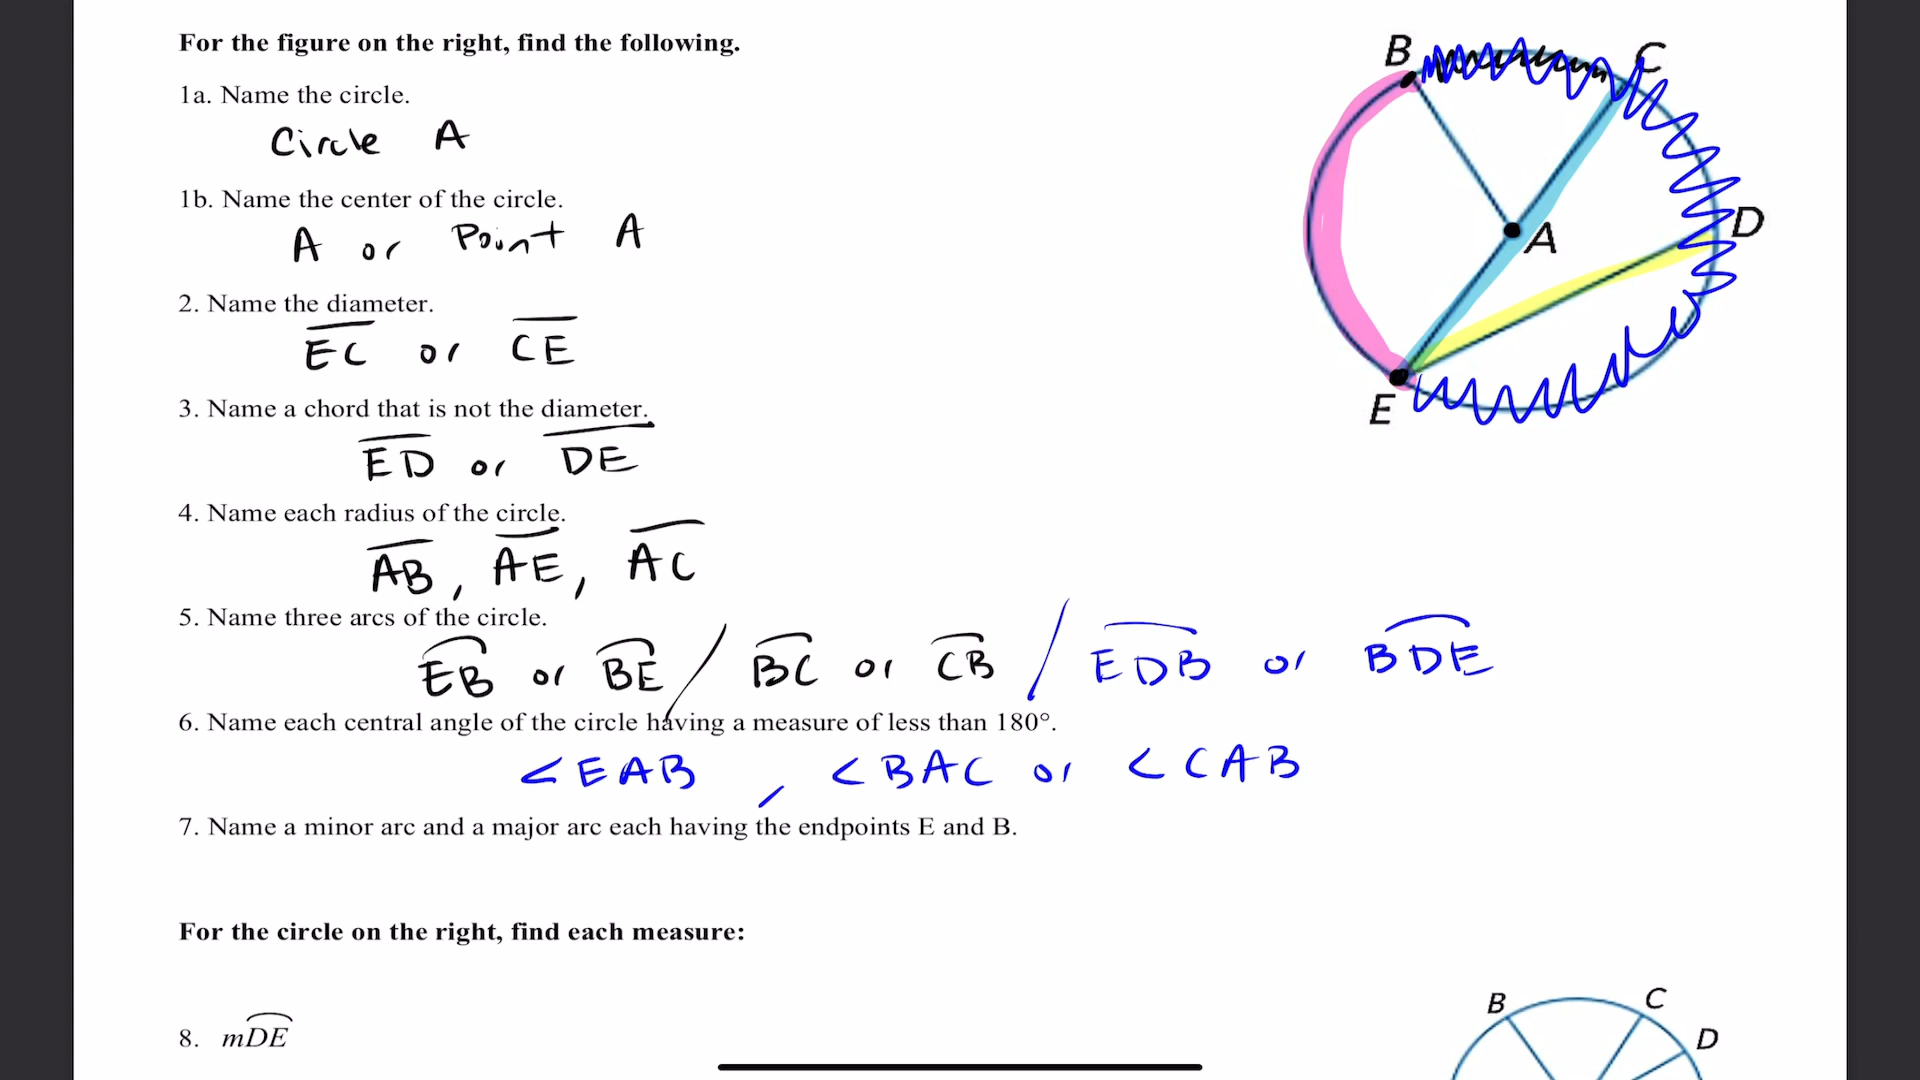 For the figure on the right, find the following.
1a. Name the circle.
Circle A
1b. Name the center of the circle.
A or Point A
2. Name the diameter.
EC or CE
3. Name a chord that is not the diameter.
ED or DE
4. Name each radius of the circle.
AB, AE, AC
5. Name three arcs of the circle.
EB or BE / BC or CB / EDB or BDE
6. Name each central angle of the circle having a measure of less than 180°.
<EAB, <BAC or <CAB
7. Name a minor arc and a major arc each having the endpoints E and B.
For the circle on the right, find each measure:
8. mDE
B
C
D
A
E
B
C
D